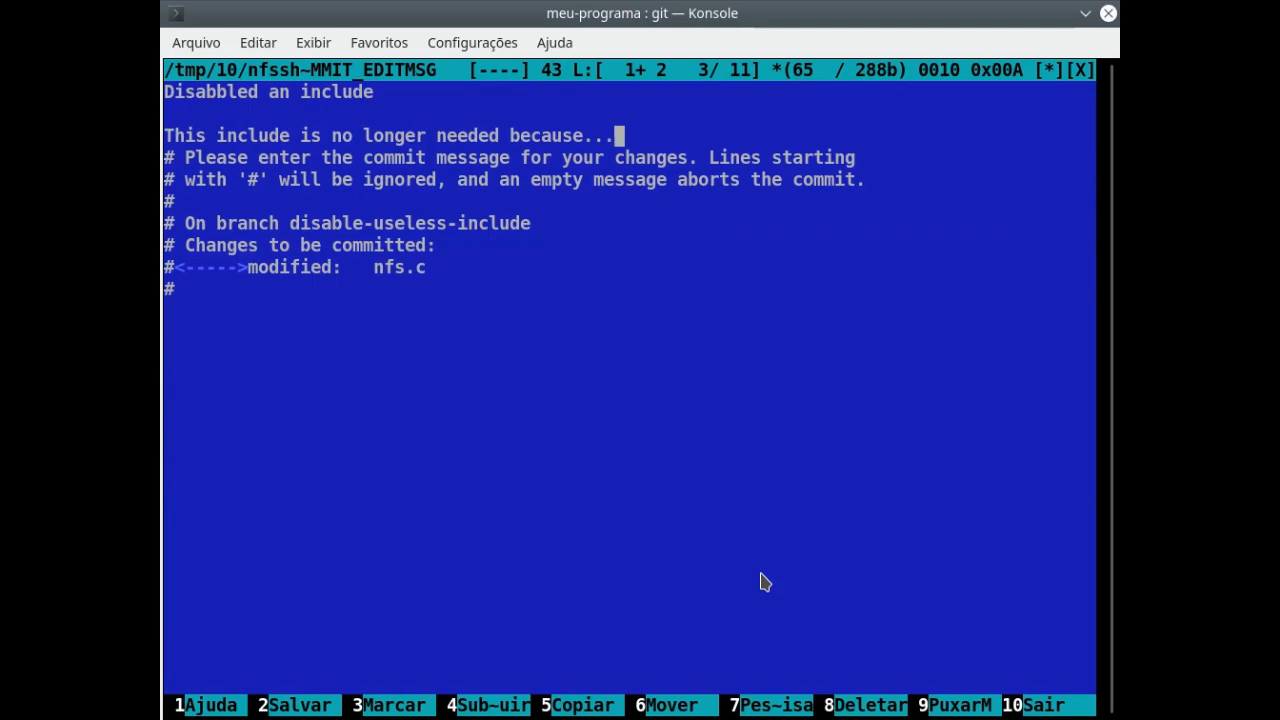 meu-programa : git — Konsole
Arquivo Editar Exibir Favoritos Configurações Ajuda
/tmp/10/nfssh~MMIT_EDITMSG [----] 43 L:[ 1+ 2 3/ 11] *(65 / 288b) 0010 0x00A [*][X]
Disabbled an include
This include is no longer needed because...
# Please enter the commit message for your changes. Lines starting
# with '#' will be ignored, and an empty message aborts the commit.
#
# On branch disable-useless-include
# Changes to be committed:
#<----->modified: nfs.c
#
1Ajuda 2Salvar 3Marcar 4Sub~uir 5Copiar 6Mover 7Pes~isa 8Deletar 9PuxarM 10Sair